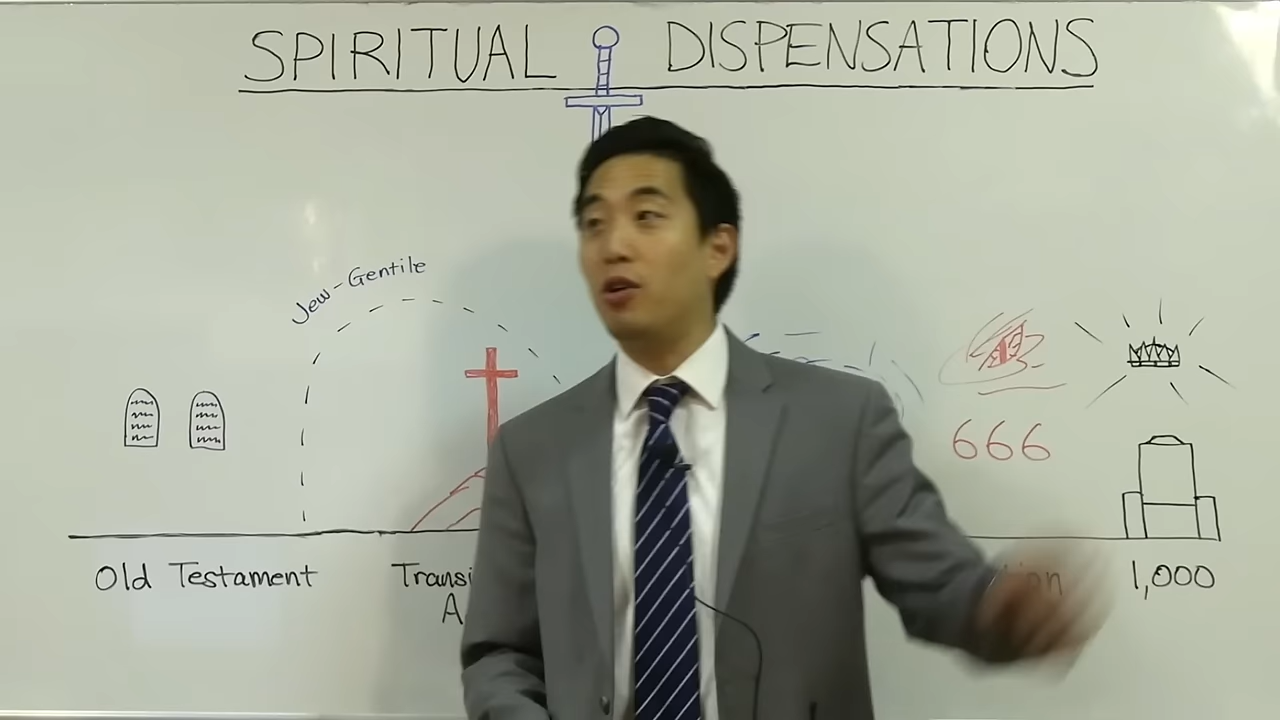 SPIRITUAL DISPENSATIONS
Jew-Gentile
666
Old Testament
1,000